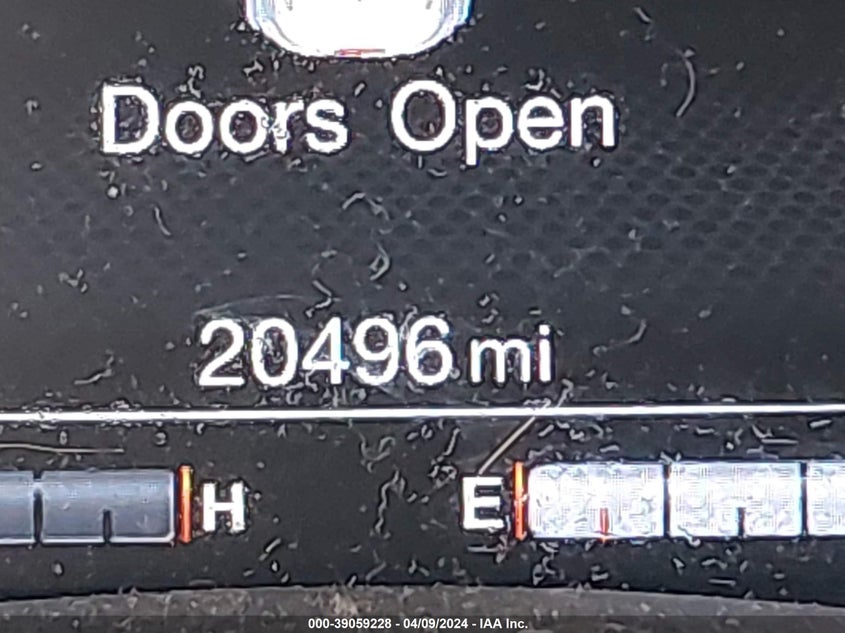 Doors Open
20496 mi
H E
000-39059228 - 04/09/2024 - IAA Inc.